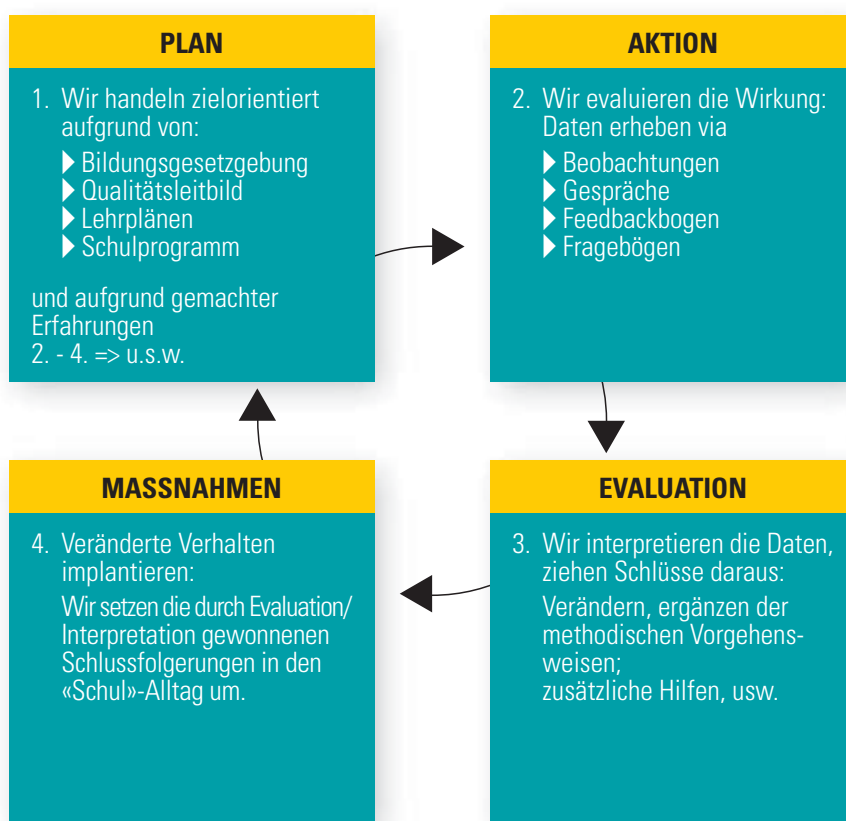 PLAN
1. Wir handeln zielorientiert
aufgrund von:
Bildungsgesetzgebung
Qualitätsleitbild
Lehrplänen
Schulprogramm
und aufgrund gemachter
Erfahrungen
2. - 4. => u.s.w.
AKTION
2. Wir evaluieren die Wirkung:
Daten erheben via
Beobachtungen
Gespräche
Feedbackbogen
Fragebögen
MASSNAHMEN
4. Veränderte Verhalten
implantieren:
Wir setzen die durch Evaluation/
Interpretation gewonnenen
Schlussfolgerungen in den
«Schul»-Alltag um.
EVALUATION
3. Wir interpretieren die Daten,
ziehen Schlüsse daraus:
Verändern, ergänzen der
methodischen Vorgehens-
weisen;
zusätzliche Hilfen, usw.